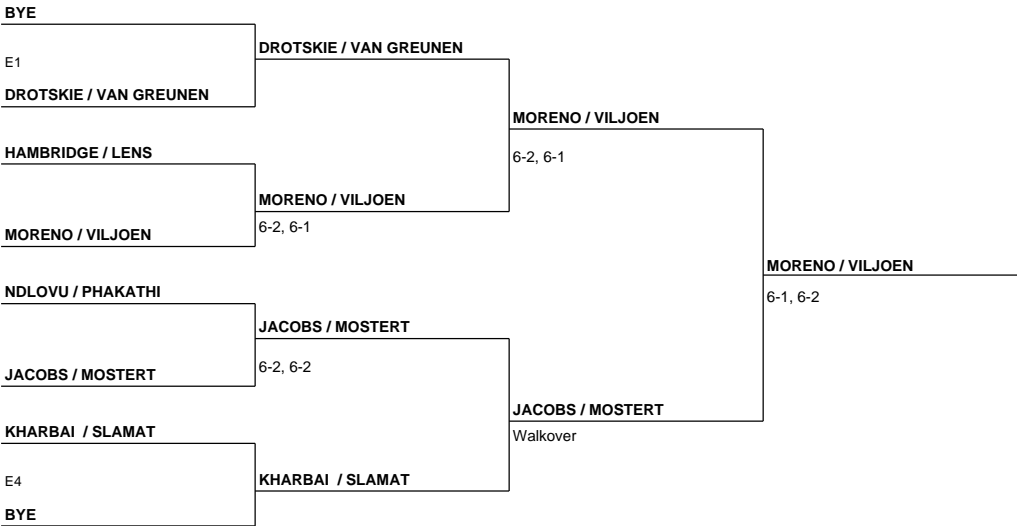 BYE
E1
DROTSKIE / VAN GREUNEN
DROTSKIE / VAN GREUNEN
HAMBRIDGE / LENS
MORENO / VILJOEN
6-2, 6-1
MORENO / VILJOEN
6-2, 6-1
MORENO / VILJOEN
NDLOVU / PHAKATHI
JACOBS / MOSTERT
6-2, 6-2
JACOBS / MOSTERT
KHARBAI / SLAMAT
E4
KHARBAI / SLAMAT
BYE
JACOBS / MOSTERT
Walkover
MORENO / VILJOEN
6-1, 6-2